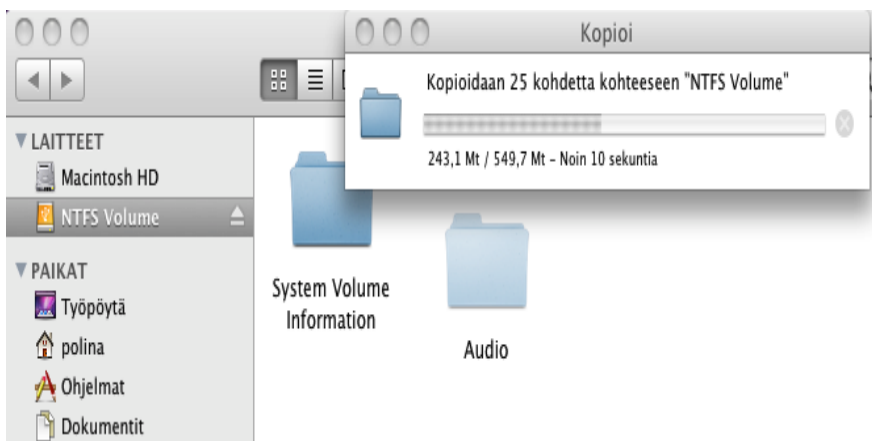 Kopioi
Kopioidaan 25 kohdetta kohteeseen "NTFS Volume"
243,1 Mt / 549,7 Mt – Noin 10 sekuntia
LAITTEET
Macintosh HD
NTFS Volume
PAIKAT
Työpöytä
polina
Ohjelmat
Dokumentit
System Volume
Information
Audio